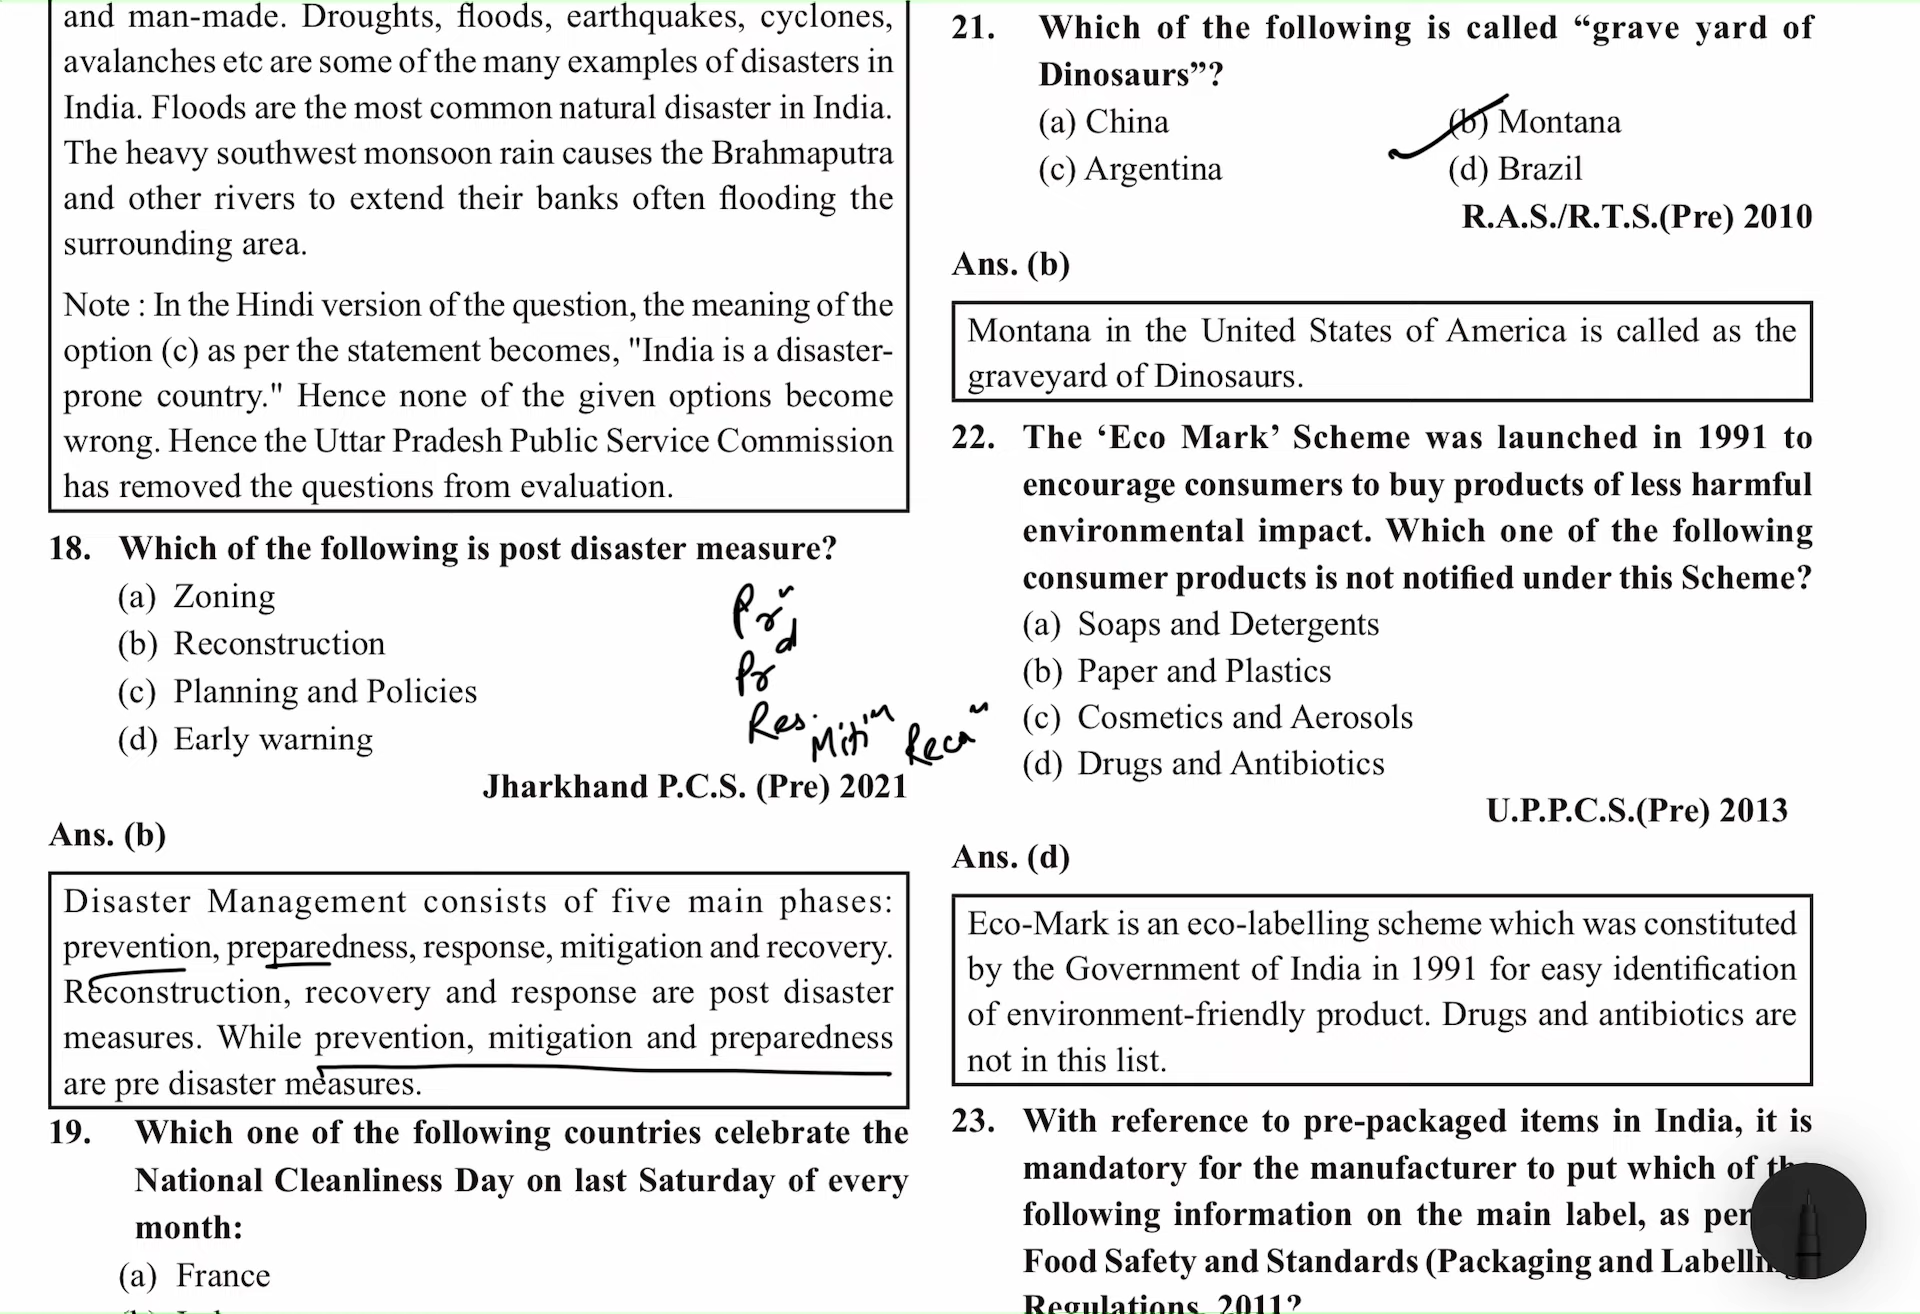 and man-made. Droughts, floods, earthquakes, cyclones,
avalanches etc are some of the many examples of disasters in
India. Floods are the most common natural disaster in India.
The heavy southwest monsoon rain causes the Brahmaputra
and other rivers to extend their banks often flooding the
surrounding area.
Note : In the Hindi version of the question, the meaning of the
option (c) as per the statement becomes, "India is a disaster-
prone country." Hence none of the given options become
wrong. Hence the Uttar Pradesh Public Service Commission
has removed the questions from evaluation.
18. Which of the following is post disaster measure?
(a) Zoning
(b) Reconstruction
(c) Planning and Policies
(d) Early warning
Res.
Jharkhand P.C.S. (Pre) 2021
Ans. (b)
Disaster Management consists of five main phases:
prevention, preparedness, response, mitigation and recovery.
Reconstruction, recovery and response are post disaster
measures. While prevention, mitigation and preparedness
are pre disaster measures.
19. Which one of the following countries celebrate the
National Cleanliness Day on last Saturday of every
month:
(a) France
21. Which of the following is called “grave yard of
Dinosaurs”?
(a) China (b) Montana
(c) Argentina (d) Brazil
R.A.S./R.T.S.(Pre) 2010
Ans. (b)
Montana in the United States of America is called as the
graveyard of Dinosaurs.
22. The ‘Eco Mark’ Scheme was launched in 1991 to
encourage consumers to buy products of less harmful
environmental impact. Which one of the following
consumer products is not notified under this Scheme?
(a) Soaps and Detergents
(b) Paper and Plastics
(c) Cosmetics and Aerosols
(d) Drugs and Antibiotics
U.P.P.C.S.(Pre) 2013
Ans. (d)
Eco-Mark is an eco-labelling scheme which was constituted
by the Government of India in 1991 for easy identification
of environment-friendly product. Drugs and antibiotics are
not in this list.
23. With reference to pre-packaged items in India, it is
mandatory for the manufacturer to put which of
following information on the main label, as per
Food Safety and Standards (Packaging and
Regulations, 2011?